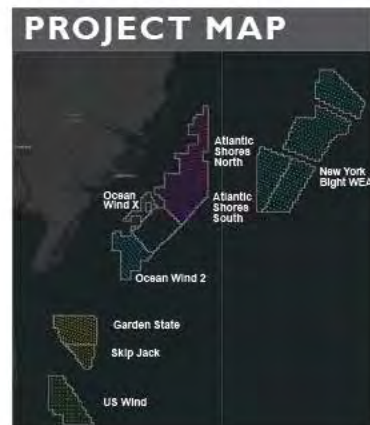 PROJECT MAP
Atlantic
Shores
North
New York
Bight WEA
Ocean
Wind X
Atlantic
Shores
South
Ocean Wind 2
Garden State
Skip Jack
US Wind